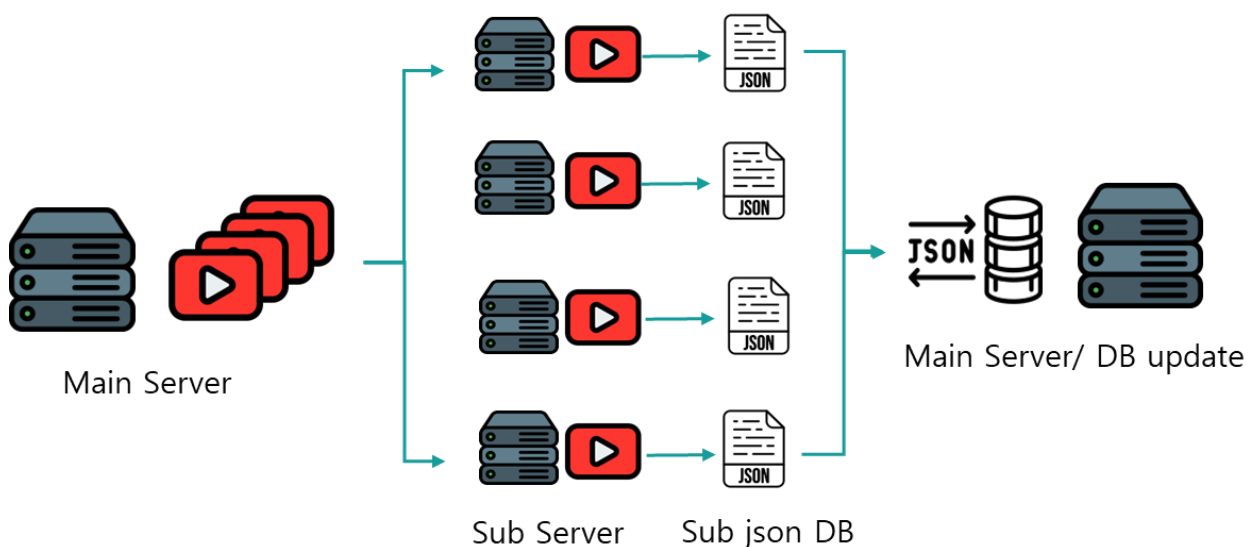 JSON
JSON
JSON
JSON
JSON
Main Server
Main Server/ DB update
Sub Server
Sub json DB